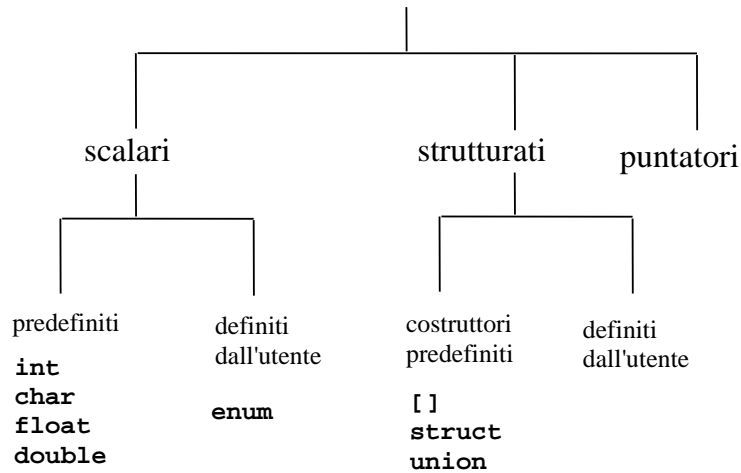 scalari
strutturati
puntatori
predefiniti
int
char
float
double
definiti
dall'utente
enum
costruttori
predefiniti
[]
struct
union
definiti
dall'utente